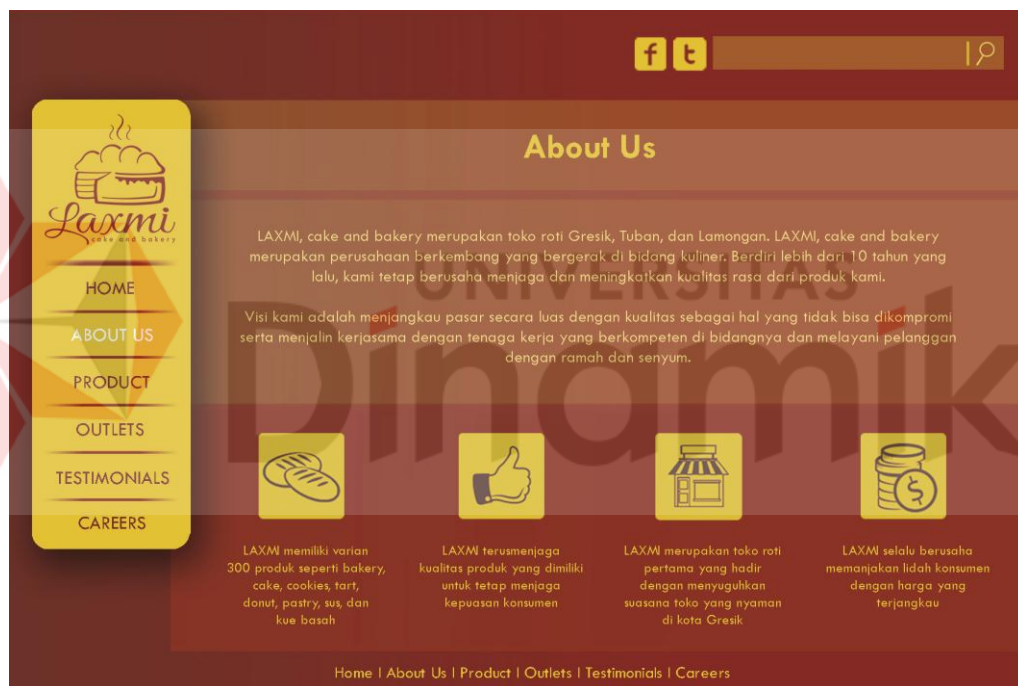 f t
Laxmi
cake and bakery
HOME
ABOUT US
PRODUCT
OUTLETS
TESTIMONIALS
CAREERS
About Us
LAXMI, cake and bakery merupakan toko roti Gresik, Tuban, dan Lamongan. LAXMI, cake and bakery
merupakan perusahaan berkembang yang bergerak di bidang kuliner. Berdiri lebih dari 10 tahun yang
lalu, kami tetap berusaha menjaga dan meningkatkan kualitas rasa dari produk kami.
Visi kami adalah menjangkau pasar secara luas dengan kualitas sebagai hal yang tidak bisa dikompromi
serta menjalin kerjasama dengan tenaga kerja yang berkompeten di bidangnya dan melayani pelanggan
dengan ramah dan senyum.
UNIVERSITAS
Dinamik
$
LAXMI memiliki varian
300 produk seperti bakery,
cake, cookies, tart,
donut, pastry, sus, dan
kue basah
LAXMI terusmenjaga
kualitas produk yang dimiliki
untuk tetap menjaga
kepuasan konsumen
LAXMI merupakan toko roti
pertama yang hadir
dengan menyuguhkan
suasana toko yang nyaman
di kota Gresik
LAXMI selalu berusaha
memanjakan lidah konsumen
dengan harga yang
terjangkau
Home I About Us I Product I Outlets I Testimonials I Careers